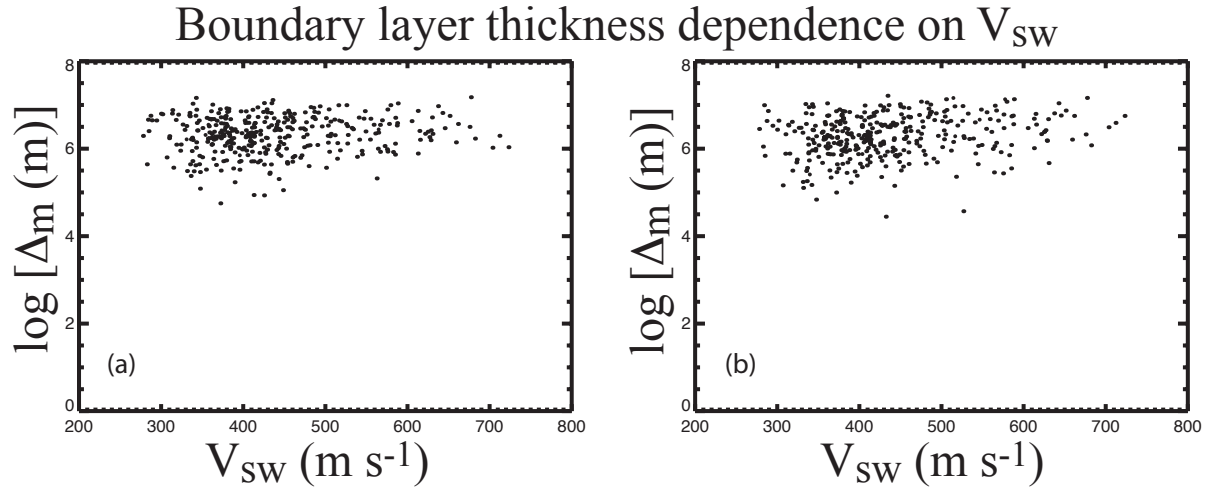 Boundary layer thickness dependence on VSW
log [Δm (m)]
8
6
4
2
0
(a)
200 300 400 500 600 700 800
VSW (m s-1)
log [Δm (m)]
8
6
4
2
0
(b)
200 300 400 500 600 700 800
VSW (m s-1)